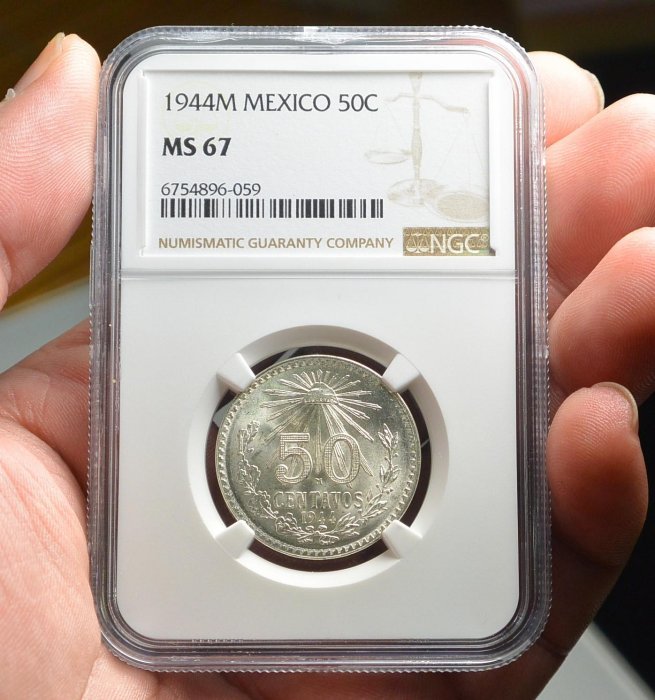 1944M MEXICO 50C
MS 67
6754896-059
NUMISMATIC GUARANTY COMPANY NGC
50
M
CENTAVOS
1944